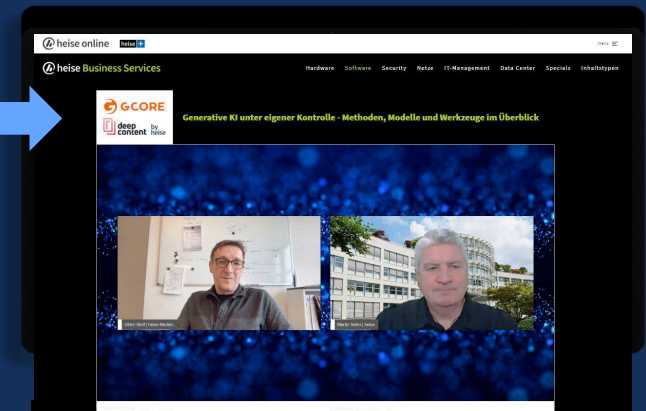 heise online heise+ Menü
heise Business Services Hardware Software Security Netze IT-Management Data Center Specials Inhaltstypen
GCORE
deep content by heise
Generative KI unter eigener Kontrolle - Methoden, Modelle und Werkzeuge im Überblick
Ulrich Wolf | heise Medien
Martin Seiler | heise